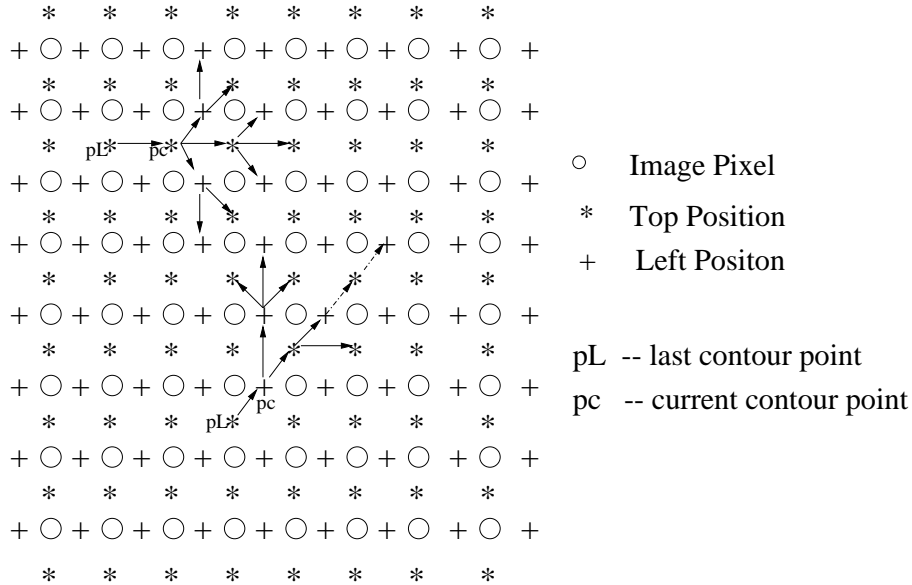 pL
pc
pL
pc
Image Pixel
* Top Position
+ Left Positon
pL -- last contour point
pc -- current contour point